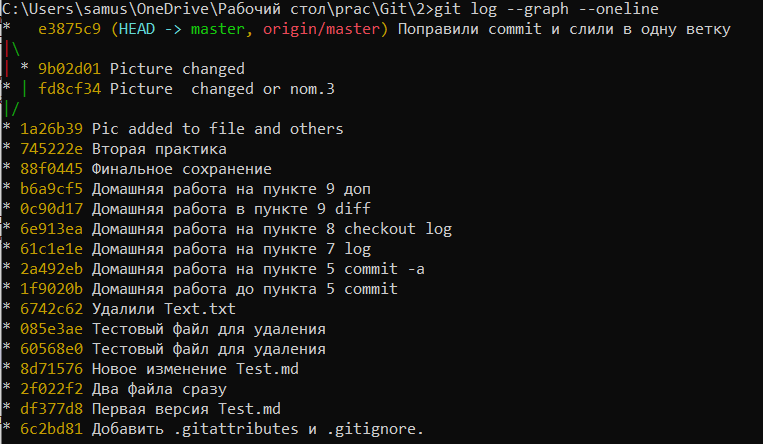 C:\Users\samus\OneDrive\Рабочий стол\prac\Git\2>git log --graph --oneline
*   e3875c9 (HEAD -> master, origin/master) Поправили commit и слили в одну ветку
|\
| * 9b02d01 Picture changed
* | fd8cf34 Picture  changed or nom.3
|/
* 1a26b39 Pic added to file and others
* 745222e Вторая практика
* 88f0445 Финальное сохранение
* b6a9cf5 Домашняя работа на пункте 9 доп
* 0c90d17 Домашняя работа в пункте 9 diff
* 6e913ea Домашняя работа на пункте 8 checkout log
* 61c1e1e Домашняя работа на пункте 7 log
* 2a492eb Домашняя работа на пункте 5 commit -a
* 1f9020b Домашняя работа до пункта 5 commit
* 6742c62 Удалили Text.txt
* 085e3ae Тестовый файл для удаления
* 60568e0 Тестовый файл для удаления
* 8d71576 Новое изменение Test.md
* 2f022f2 Два файла сразу
* df377d8 Первая версия Test.md
* 6c2bd81 Добавить .gitattributes и .gitignore.